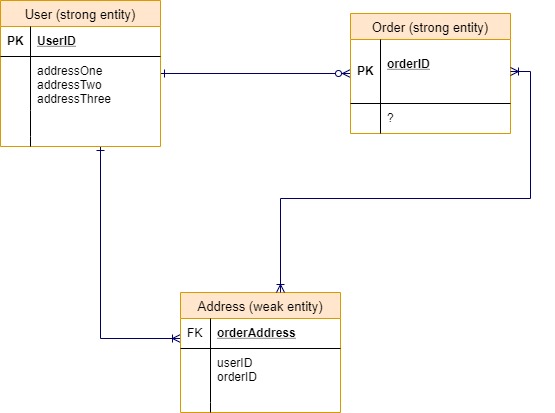 User (strong entity)
PK UserID
addressOne
addressTwo
addressThree
Order (strong entity)
PK orderID
?
Address (weak entity)
FK orderAddress
userID
orderID